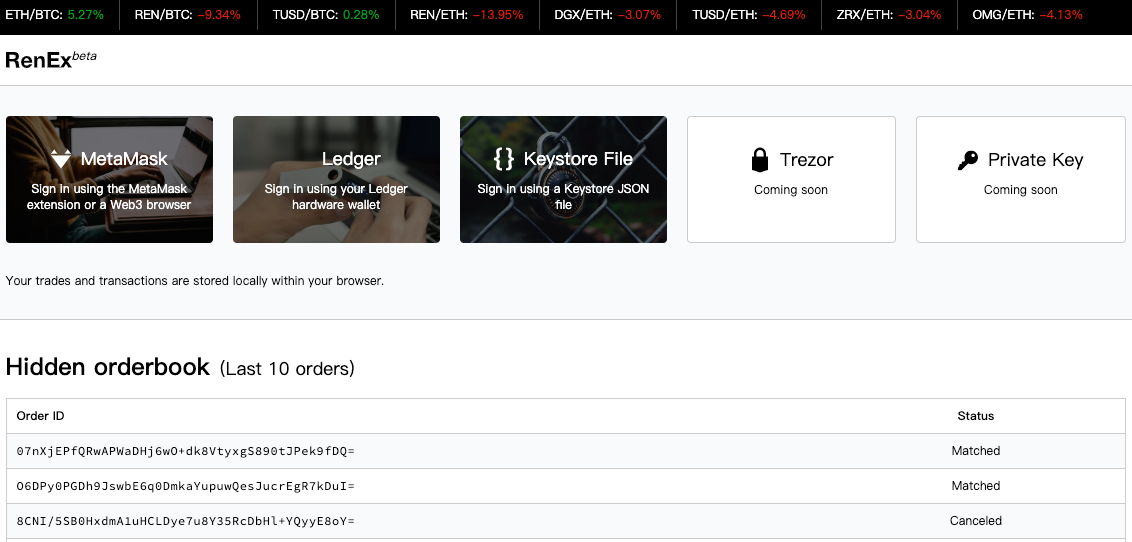 ETH/BTC: 5.27% REN/BTC: −9.34% TUSD/BTC: 0.28% REN/ETH: −13.95% DGX/ETH: −3.07% TUSD/ETH: −4.69% ZRX/ETH: −3.04% OMG/ETH: −4.13%
RenEx beta
MetaMask
Sign in using the MetaMask
extension or a Web3 browser
Ledger
Sign in using your Ledger
hardware wallet
{} Keystore File
Sign in using a Keystore JSON
file
Trezor
Coming soon
Private Key
Coming soon
Your trades and transactions are stored locally within your browser.
Hidden orderbook (Last 10 orders)
Order ID Status
07nXjEPfQRwAPWaDHj6wO+dk8VtyxgS890tJPek9fDQ= Matched
O6DPy0PGDh9JswbE6q0DmkaYupuwQesJucrEgR7kDuI= Matched
8CNI/5SB0HxdmA1uHCLDye7u8Y35RcDbHl+YQyyE8oY= Canceled